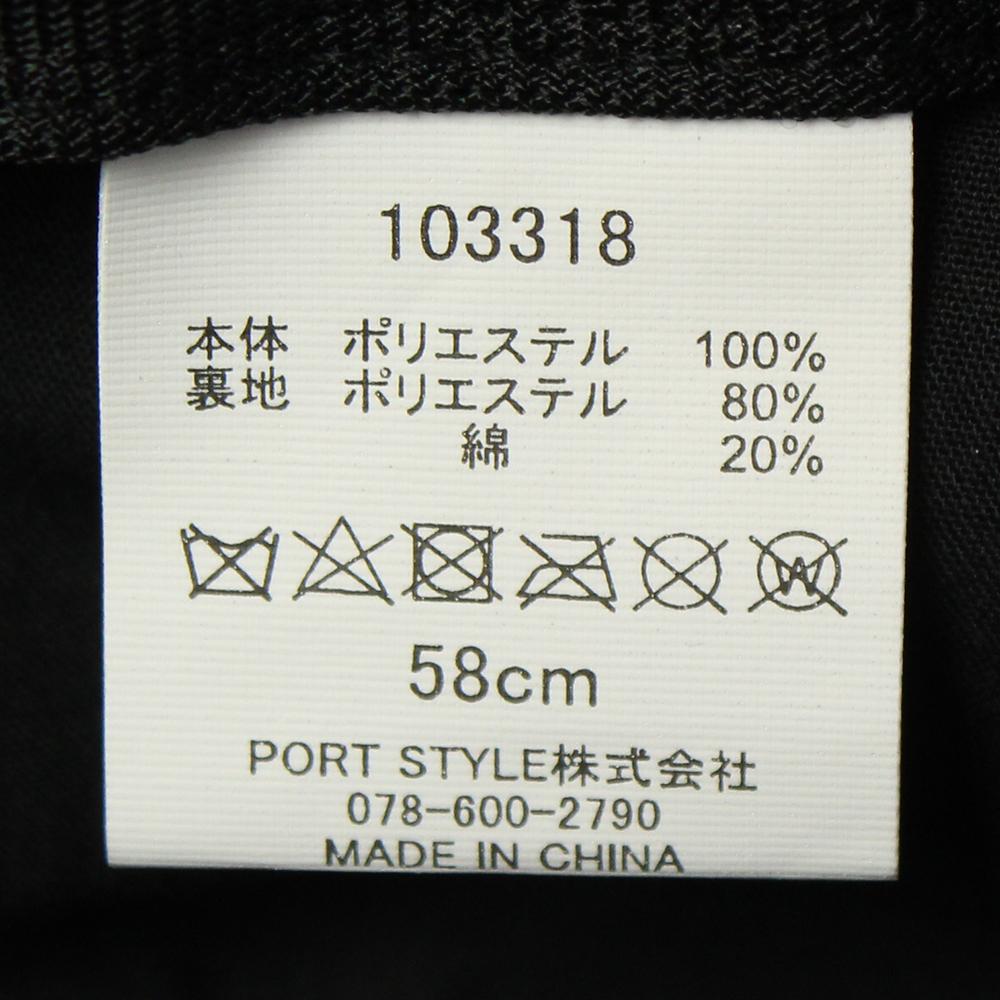 103318
本体 ポリエステル 100%
裏地 ポリエステル 80%
綿 20%
W
58cm
PORT STYLE株式会社
078-600-2790
MADE IN CHINA